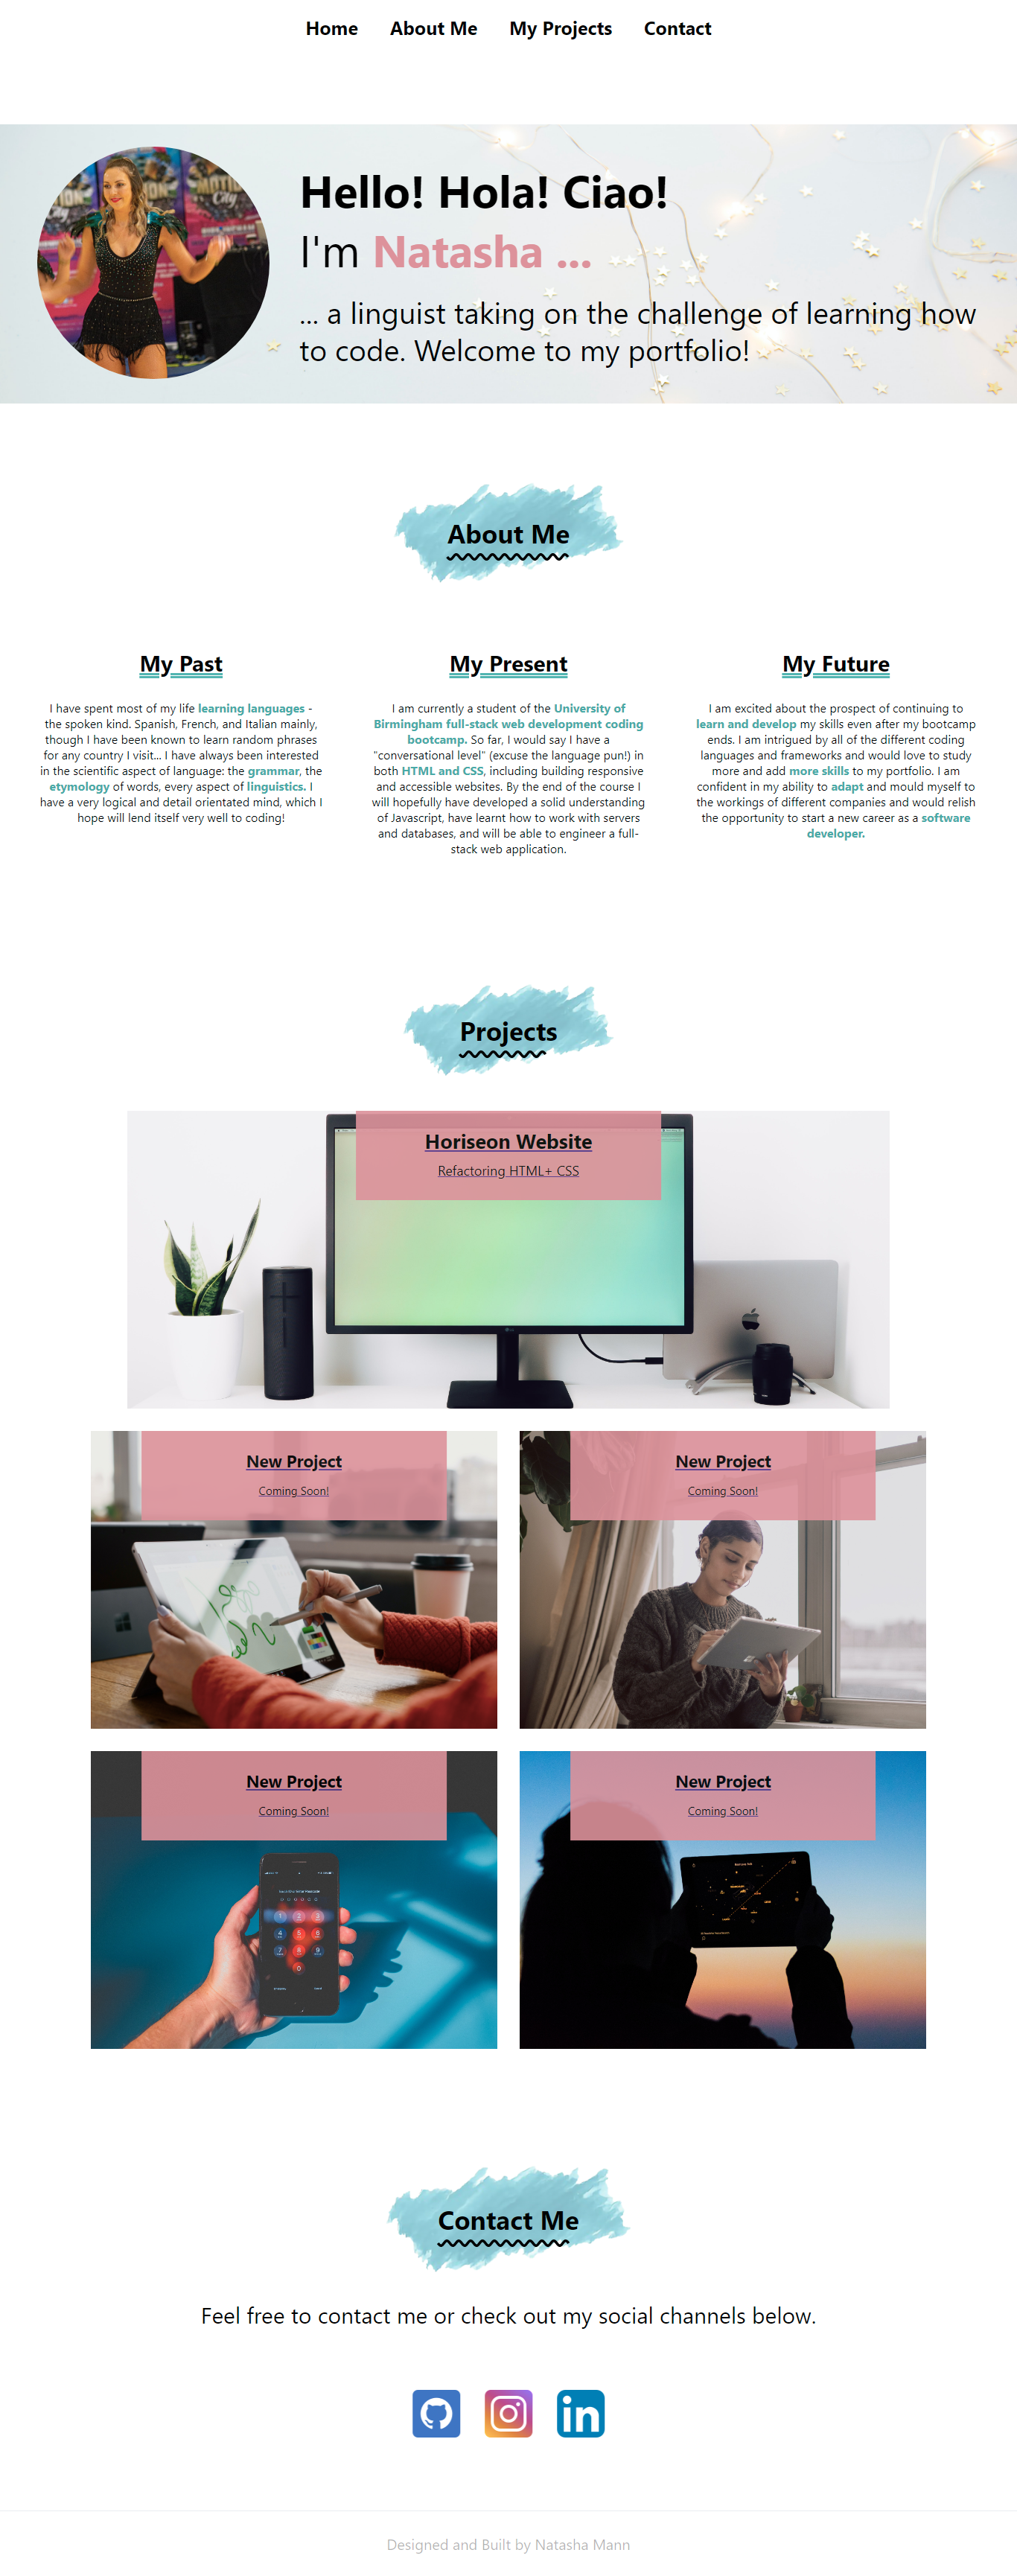 Home About Me My Projects Contact
Hello! Hola! Ciao!
I'm Natasha ...
... a linguist taking on the challenge of learning how
to code. Welcome to my portfolio!
About Me
My Past
I have spent most of my life learning languages -
the spoken kind. Spanish, French, and Italian mainly,
though I have been known to learn random phrases
for any country I visit... I have always been interested
in the scientific aspect of language: the grammar, the
etymology of words, every aspect of linguistics. I
have a very logical and detail orientated mind, which I
hope will lend itself very well to coding!
My Present
I am currently a student of the University of
Birmingham full-stack web development coding
bootcamp. So far, I would say I have a
"conversational level" (excuse the language pun!) in
both HTML and CSS, including building responsive
and accessible websites. By the end of the course I
will hopefully have developed a solid understanding
of Javascript, have learnt how to work with servers
and databases, and will be able to engineer a full-
stack web application.
My Future
I am excited about the prospect of continuing to
learn and develop my skills even after my bootcamp
ends. I am intrigued by all of the different coding
languages and frameworks and would love to study
more and add more skills to my portfolio. I am
confident in my ability to adapt and mould myself to
the workings of different companies and would relish
the opportunity to start a new career as a software
developer.
Projects
Horiseon Website
Refactoring HTML+ CSS
New Project
Coming Soon!
New Project
Coming Soon!
New Project
Coming Soon!
New Project
Coming Soon!
1 2 3
4 5 6
7 8 9
0
Contact Me
Feel free to contact me or check out my social channels below.
in
Designed and Built by Natasha Mann